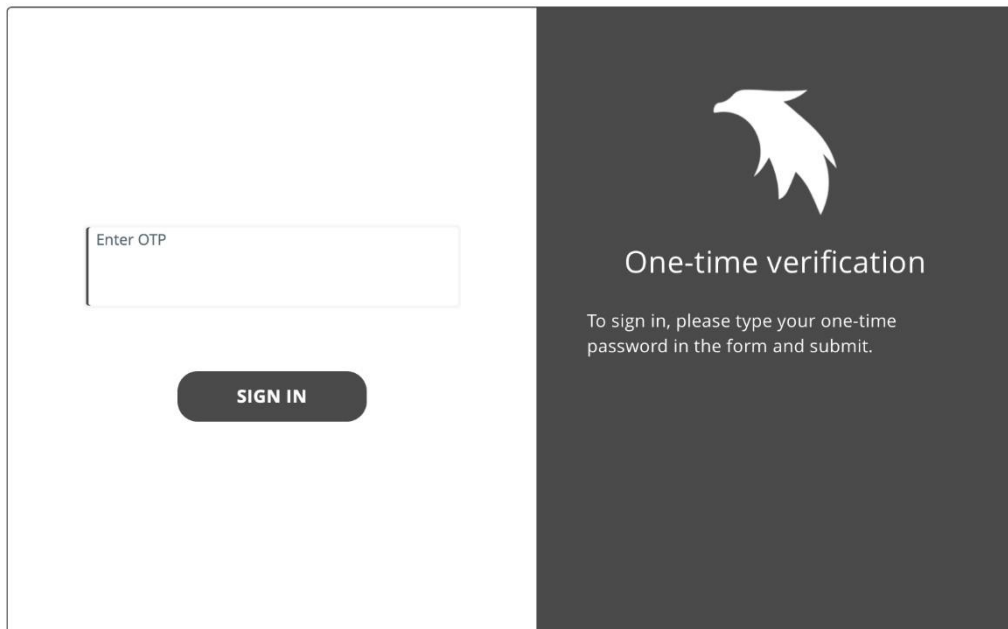 Enter OTP
SIGN IN
One-time verification
To sign in, please type your one-time
password in the form and submit.